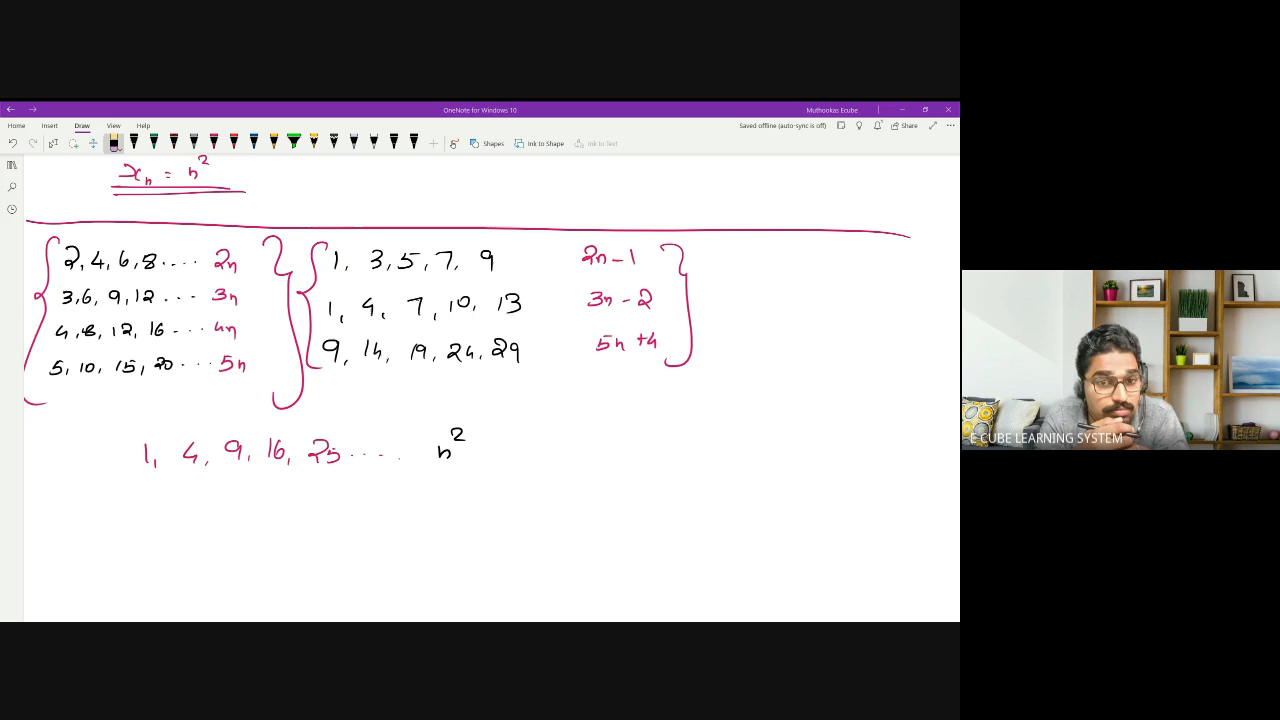 OneNote for Windows 10
Muthookas Ecube
Home Insert Draw View Help
Saved offline (auto-sync is off)
Share
Shapes
Ink to Shape
Ink to Text
xₙ = n²
2, 4, 6, 8 .... 2n
3, 6, 9, 12 ... 3n
4, 8, 12, 16 ... 4n
5, 10, 15, 20 ... 5n
1, 3, 5, 7, 9 2n - 1
1, 4, 7, 10, 13 3n - 2
9, 14, 19, 24, 29 5n + 4
1, 4, 9, 16, 25 ..... n²
E CUBE LEARNING SYSTEM